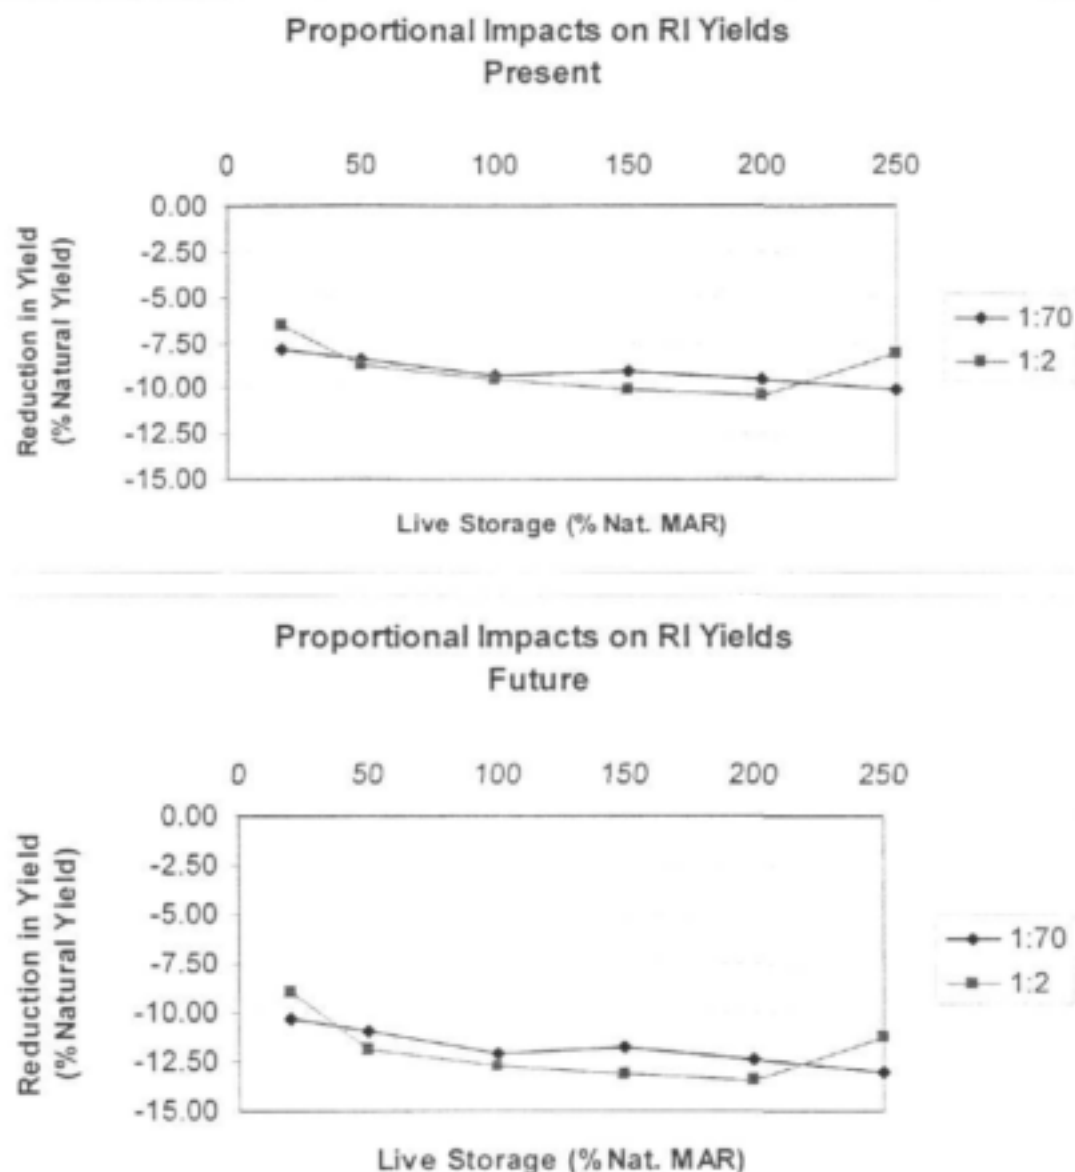 Proportional Impacts on RI Yields
Present
0 50 100 150 200 250
Reduction in Yield
(% Natural Yield)
0.00
-2.50
-5.00
-7.50
-10.00
-12.50
-15.00
1:70
1:2
Live Storage (% Nat. MAR)
Proportional Impacts on RI Yields
Future
0 50 100 150 200 250
Reduction in Yield
(% Natural Yield)
0.00
-2.50
-5.00
-7.50
-10.00
-12.50
-15.00
1:70
1:2
Live Storage (% Nat. MAR)